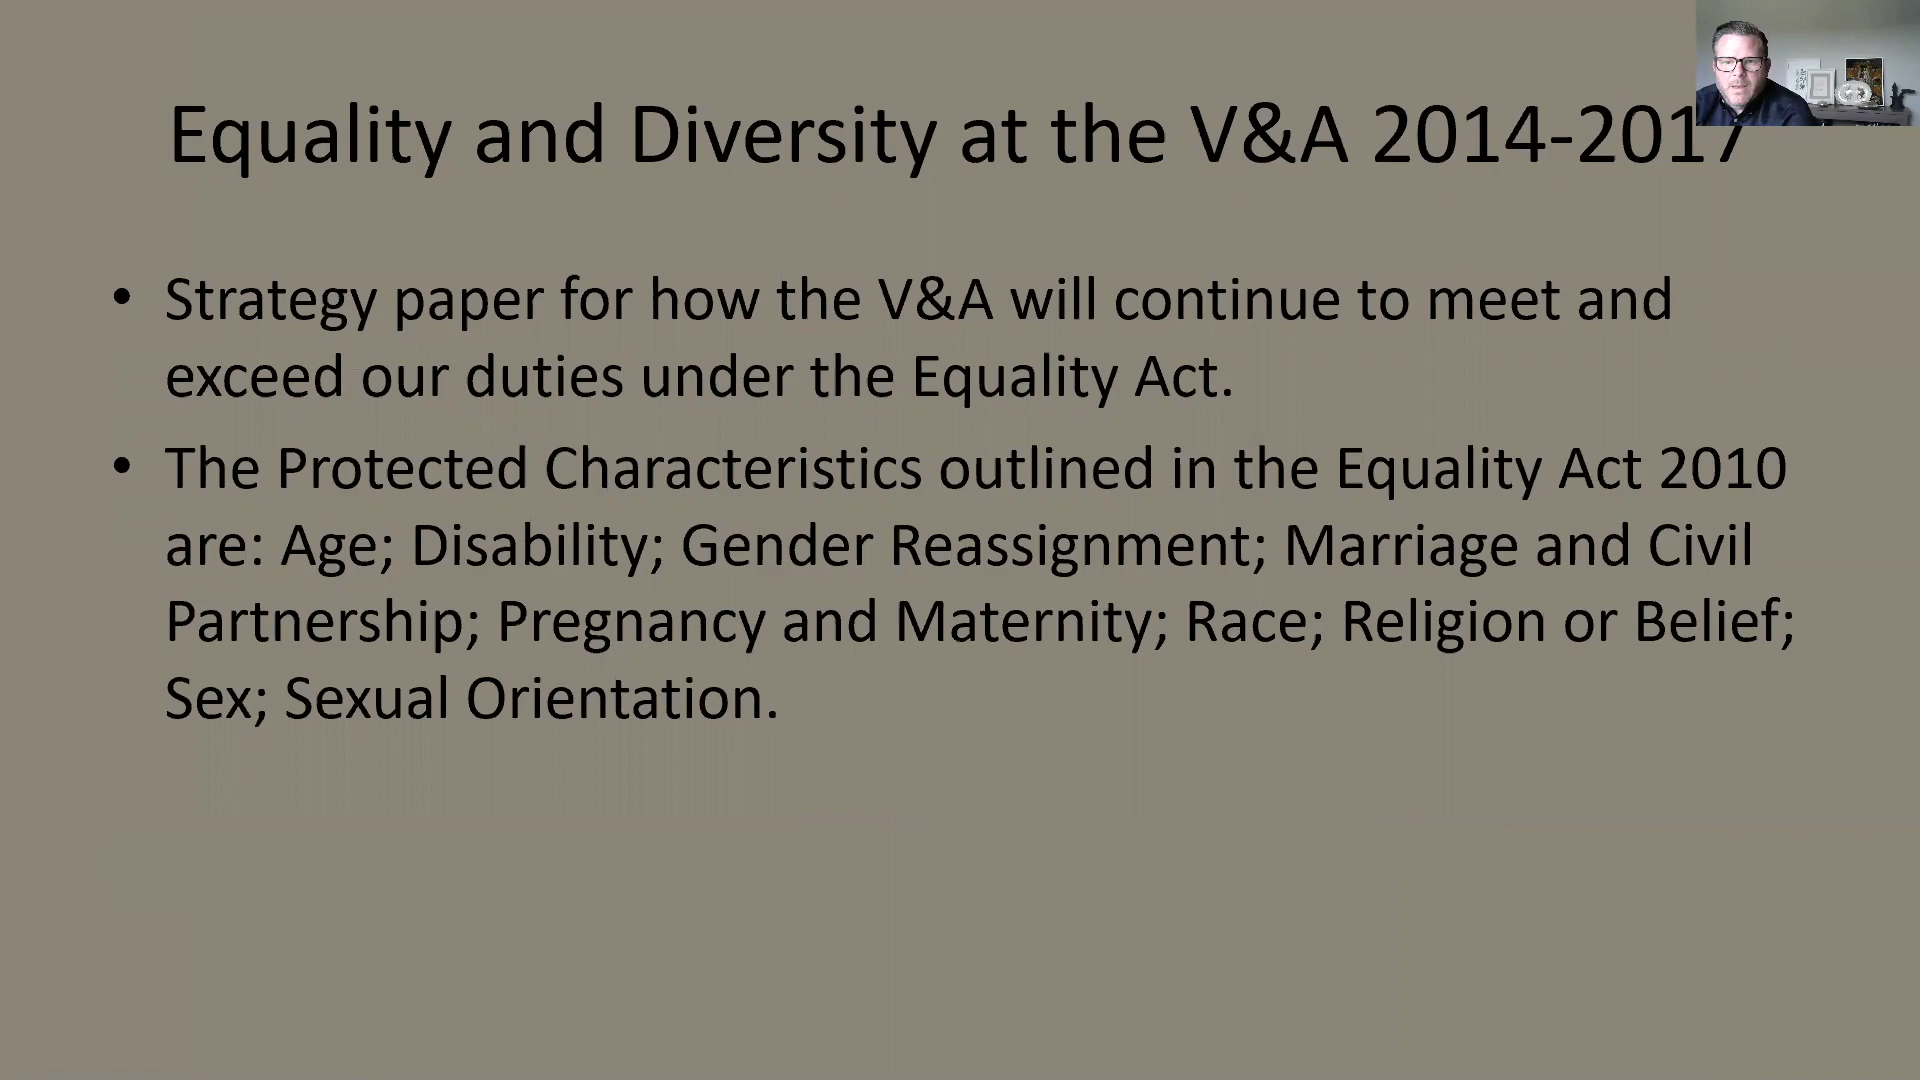 Equality and Diversity at the V&A 2014-2017
• Strategy paper for how the V&A will continue to meet and
exceed our duties under the Equality Act.
• The Protected Characteristics outlined in the Equality Act 2010
are: Age; Disability; Gender Reassignment; Marriage and Civil
Partnership; Pregnancy and Maternity; Race; Religion or Belief;
Sex; Sexual Orientation.